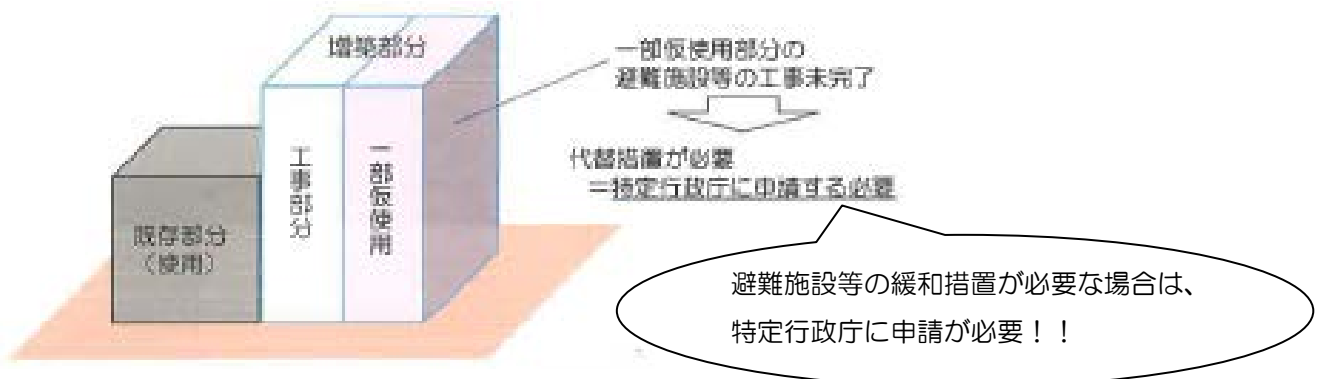 増築部分
一部仮使用部分の
避難施設等の工事未完了
代替措置が必要
＝特定行政庁に申請する必要
工事部分
一部仮使用
既存部分
（使用）
避難施設等の緩和措置が必要な場合は、
特定行政庁に申請が必要！！